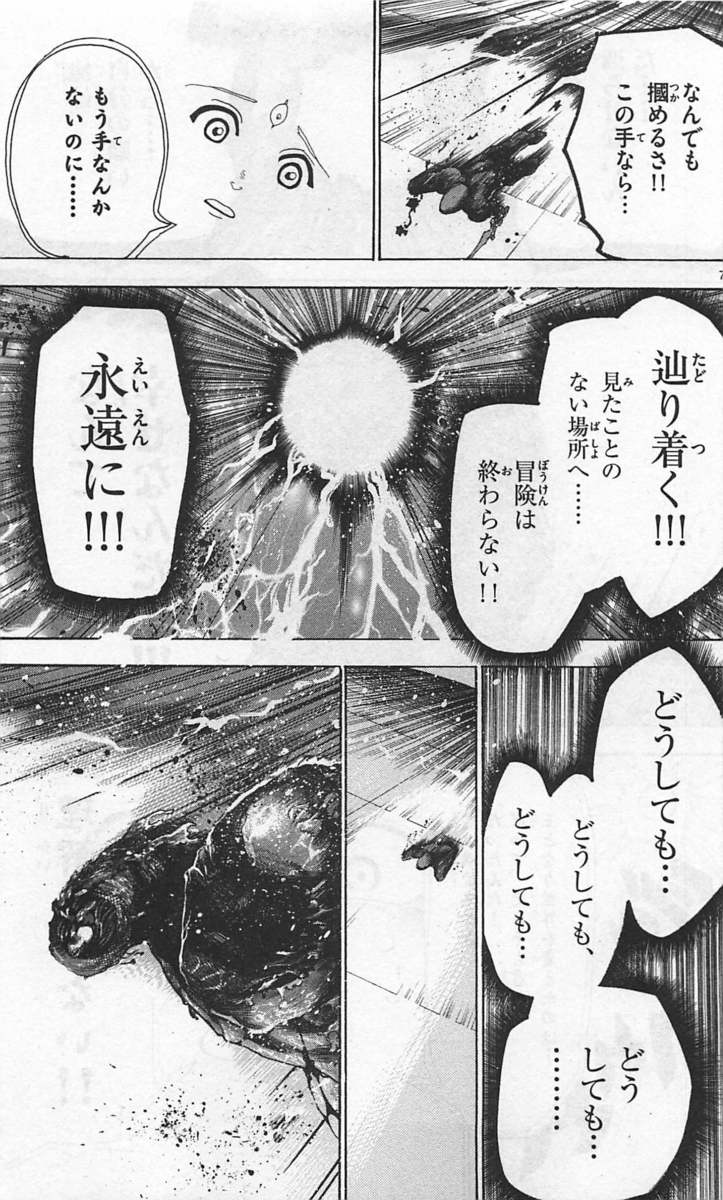 なんでも
摑めるさ!!
この手なら…
もう手なんか
ないのに……
辿り着く!!!
見たことの
ない場所へ……
冒険は
終わらない!!
永遠に!!!
どうしても…
どうしても、
どうしても…
どう
しても…
…………